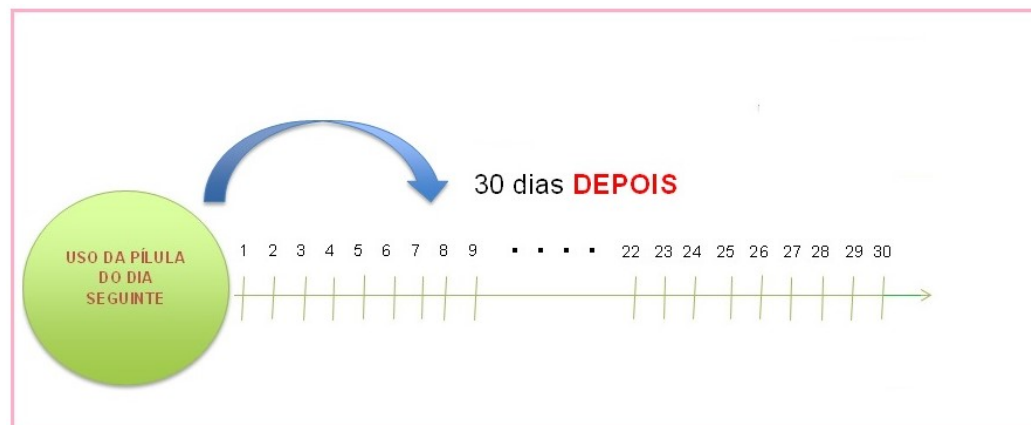 30 dias DEPOIS
USO DA PÍLULA
DO DIA
SEGUINTE
1 2 3 4 5 6 7 8 9 . . . . 22 23 24 25 26 27 28 29 30